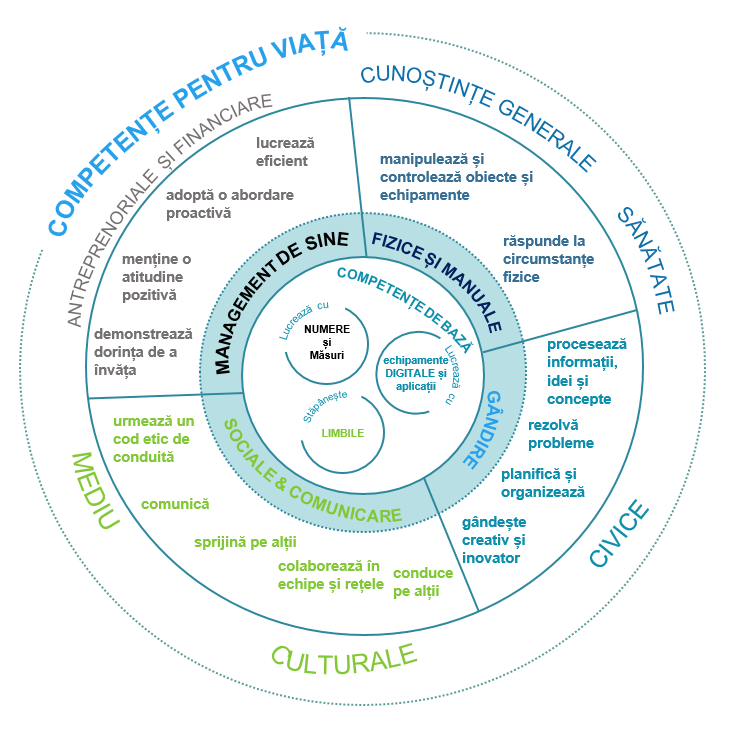 COMPETENȚE PENTRU VIAȚĂ
ANTREPRENORIALE ȘI FINANCIARE
CUNOȘTINȚE GENERALE
SĂNĂTATE
CIVICE
CULTURALE
MEDIU
lucrează
eficient
adoptă o abordare
proactivă
menține o
atitudine
pozitivă
demonstrează
dorința de a
învăța
manipulează și
controlează obiecte și
echipamente
răspunde la
circumstanțe
fizice
procesează
informații,
idei și
concepte
rezolvă
probleme
planifică și
organizează
gândește
creativ și
inovator
urmează un
cod etic de
conduită
comunică
sprijină pe alții
colaborează în
echipe și rețele
conduce
pe alții
MANAGEMENT DE SINE
FIZICE ȘI MANUALE
GÂNDIRE
SOCIALE & COMUNICARE
COMPETENȚE DE BAZĂ
Lucrează cu
NUMERE
și
Măsuri
Lucrează cu
echipamente
DIGITALE și
aplicații
Stăpânește
LIMBILE